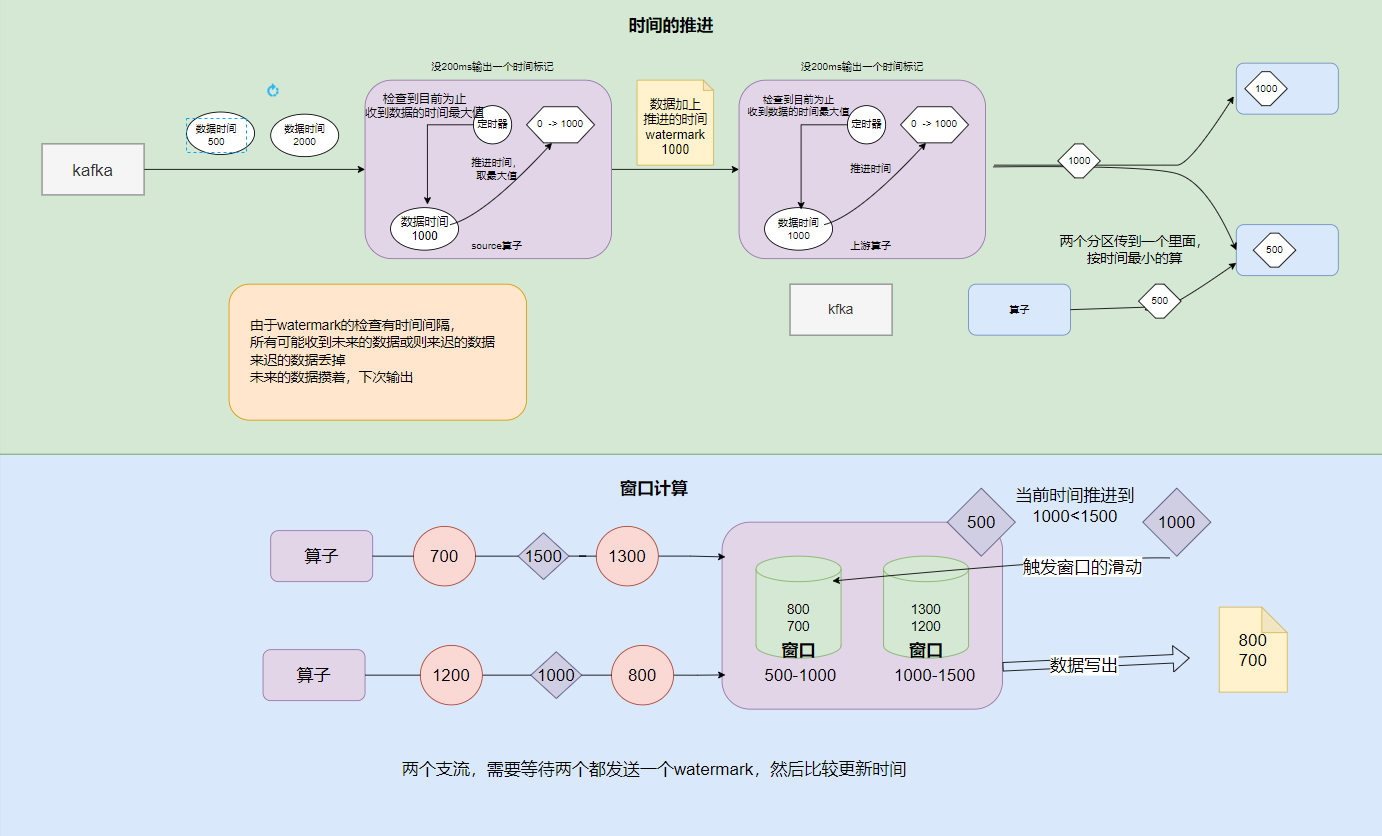 时间的推进
没200ms输出一个时间标记
没200ms输出一个时间标记
kafka
数据时间
500
数据时间
2000
检查到目前为止
收到数据的时间最大值
定时器
0 -> 1000
推进时间,
取最大值
数据时间
1000
source算子
数据加上
推进的时间
watermark
1000
检查到目前为止
收到数据的时间最大值
定时器
0 -> 1000
推进时间
数据时间
1000
上游算子
1000
1000
两个分区传到一个里面,
按时间最小的算
500
kfka
算子
500
由于watermark的检查有时间间隔,
所有可能收到未来的数据或则来迟的数据
来迟的数据丢掉
未来的数据攒着，下次输出
窗口计算
算子
700
1500
1300
500
当前时间推进到
1000<1500
1000
触发窗口的滑动
800
700
窗口
500-1000
1300
1200
窗口
1000-1500
算子
1200
1000
800
数据写出
800
700
两个支流，需要等待两个都发送一个watermark，然后比较更新时间